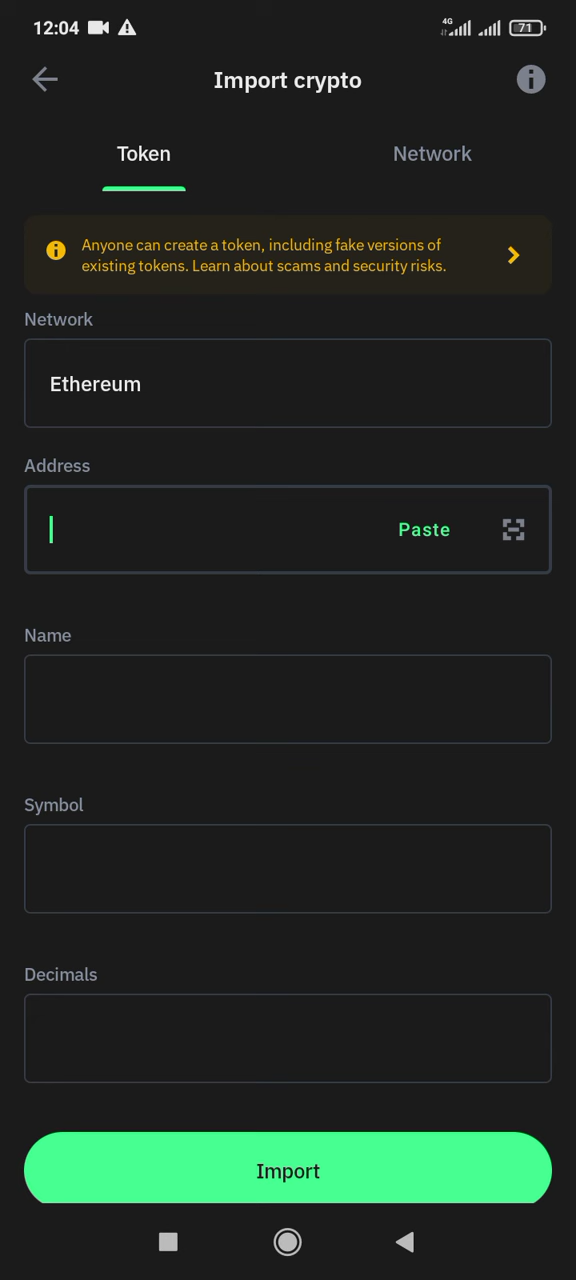 12:04
4G
71
Import crypto
Token
Network
Anyone can create a token, including fake versions of
existing tokens. Learn about scams and security risks.
Network
Ethereum
Address
Paste
Name
Symbol
Decimals
Import